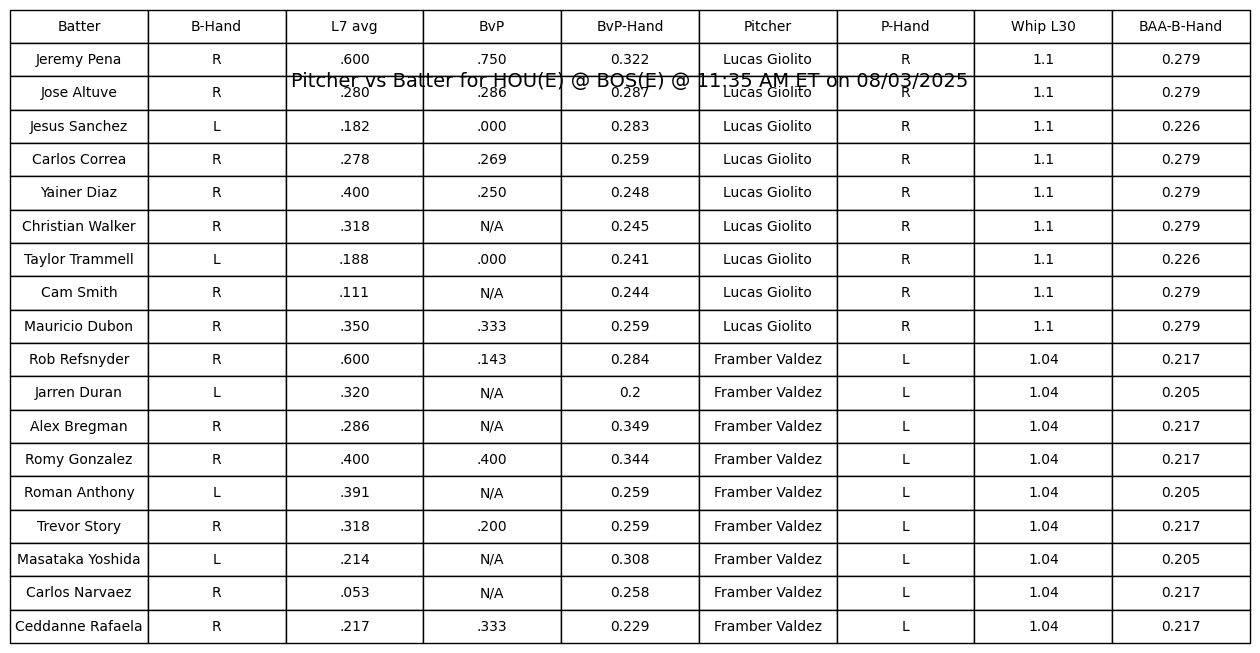 Batter B-Hand L7 avg BvP BvP-Hand Pitcher P-Hand Whip L30 BAA-B-Hand
Jeremy Pena R .600 .750 0.322 Lucas Giolito R 1.1 0.279
Pitcher vs Batter for HOU(E) @ BOS(E) @ 11:35 AM ET on 08/03/2025
Jose Altuve R .280 .286 0.287 Lucas Giolito R 1.1 0.279
Jesus Sanchez L .182 .000 0.283 Lucas Giolito R 1.1 0.226
Carlos Correa R .278 .269 0.259 Lucas Giolito R 1.1 0.279
Yainer Diaz R .400 .250 0.248 Lucas Giolito R 1.1 0.279
Christian Walker R .318 N/A 0.245 Lucas Giolito R 1.1 0.279
Taylor Trammell L .188 .000 0.241 Lucas Giolito R 1.1 0.226
Cam Smith R .111 N/A 0.244 Lucas Giolito R 1.1 0.279
Mauricio Dubon R .350 .333 0.259 Lucas Giolito R 1.1 0.279
Rob Refsnyder R .600 .143 0.284 Framber Valdez L 1.04 0.217
Jarren Duran L .320 N/A 0.2 Framber Valdez L 1.04 0.205
Alex Bregman R .286 N/A 0.349 Framber Valdez L 1.04 0.217
Romy Gonzalez R .400 .400 0.344 Framber Valdez L 1.04 0.217
Roman Anthony L .391 N/A 0.259 Framber Valdez L 1.04 0.205
Trevor Story R .318 .200 0.259 Framber Valdez L 1.04 0.217
Masataka Yoshida L .214 N/A 0.308 Framber Valdez L 1.04 0.205
Carlos Narvaez R .053 N/A 0.258 Framber Valdez L 1.04 0.217
Ceddanne Rafaela R .217 .333 0.229 Framber Valdez L 1.04 0.217